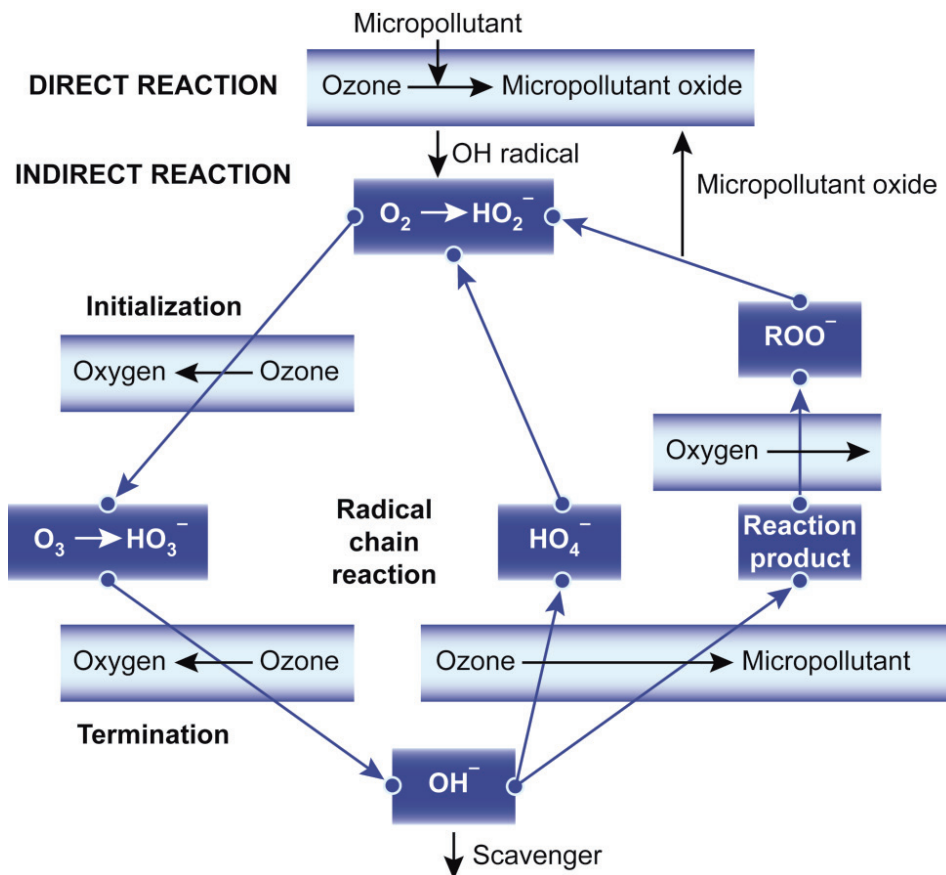 Micropollutant
DIRECT REACTION
Ozone → Micropollutant oxide
OH radical
INDIRECT REACTION
Micropollutant oxide
O₂ → HO₂⁻
Initialization
ROO⁻
Oxygen ← Ozone
Oxygen →
Radical
chain
reaction
O₃ → HO₃⁻
HO₄⁻
Reaction
product
Oxygen ← Ozone
Ozone → Micropollutant
Termination
OH⁻
Scavenger